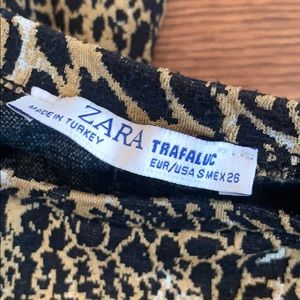 ZARA TRAFALUC
MADE IN TURKEY
EUR/USA S MEX 26